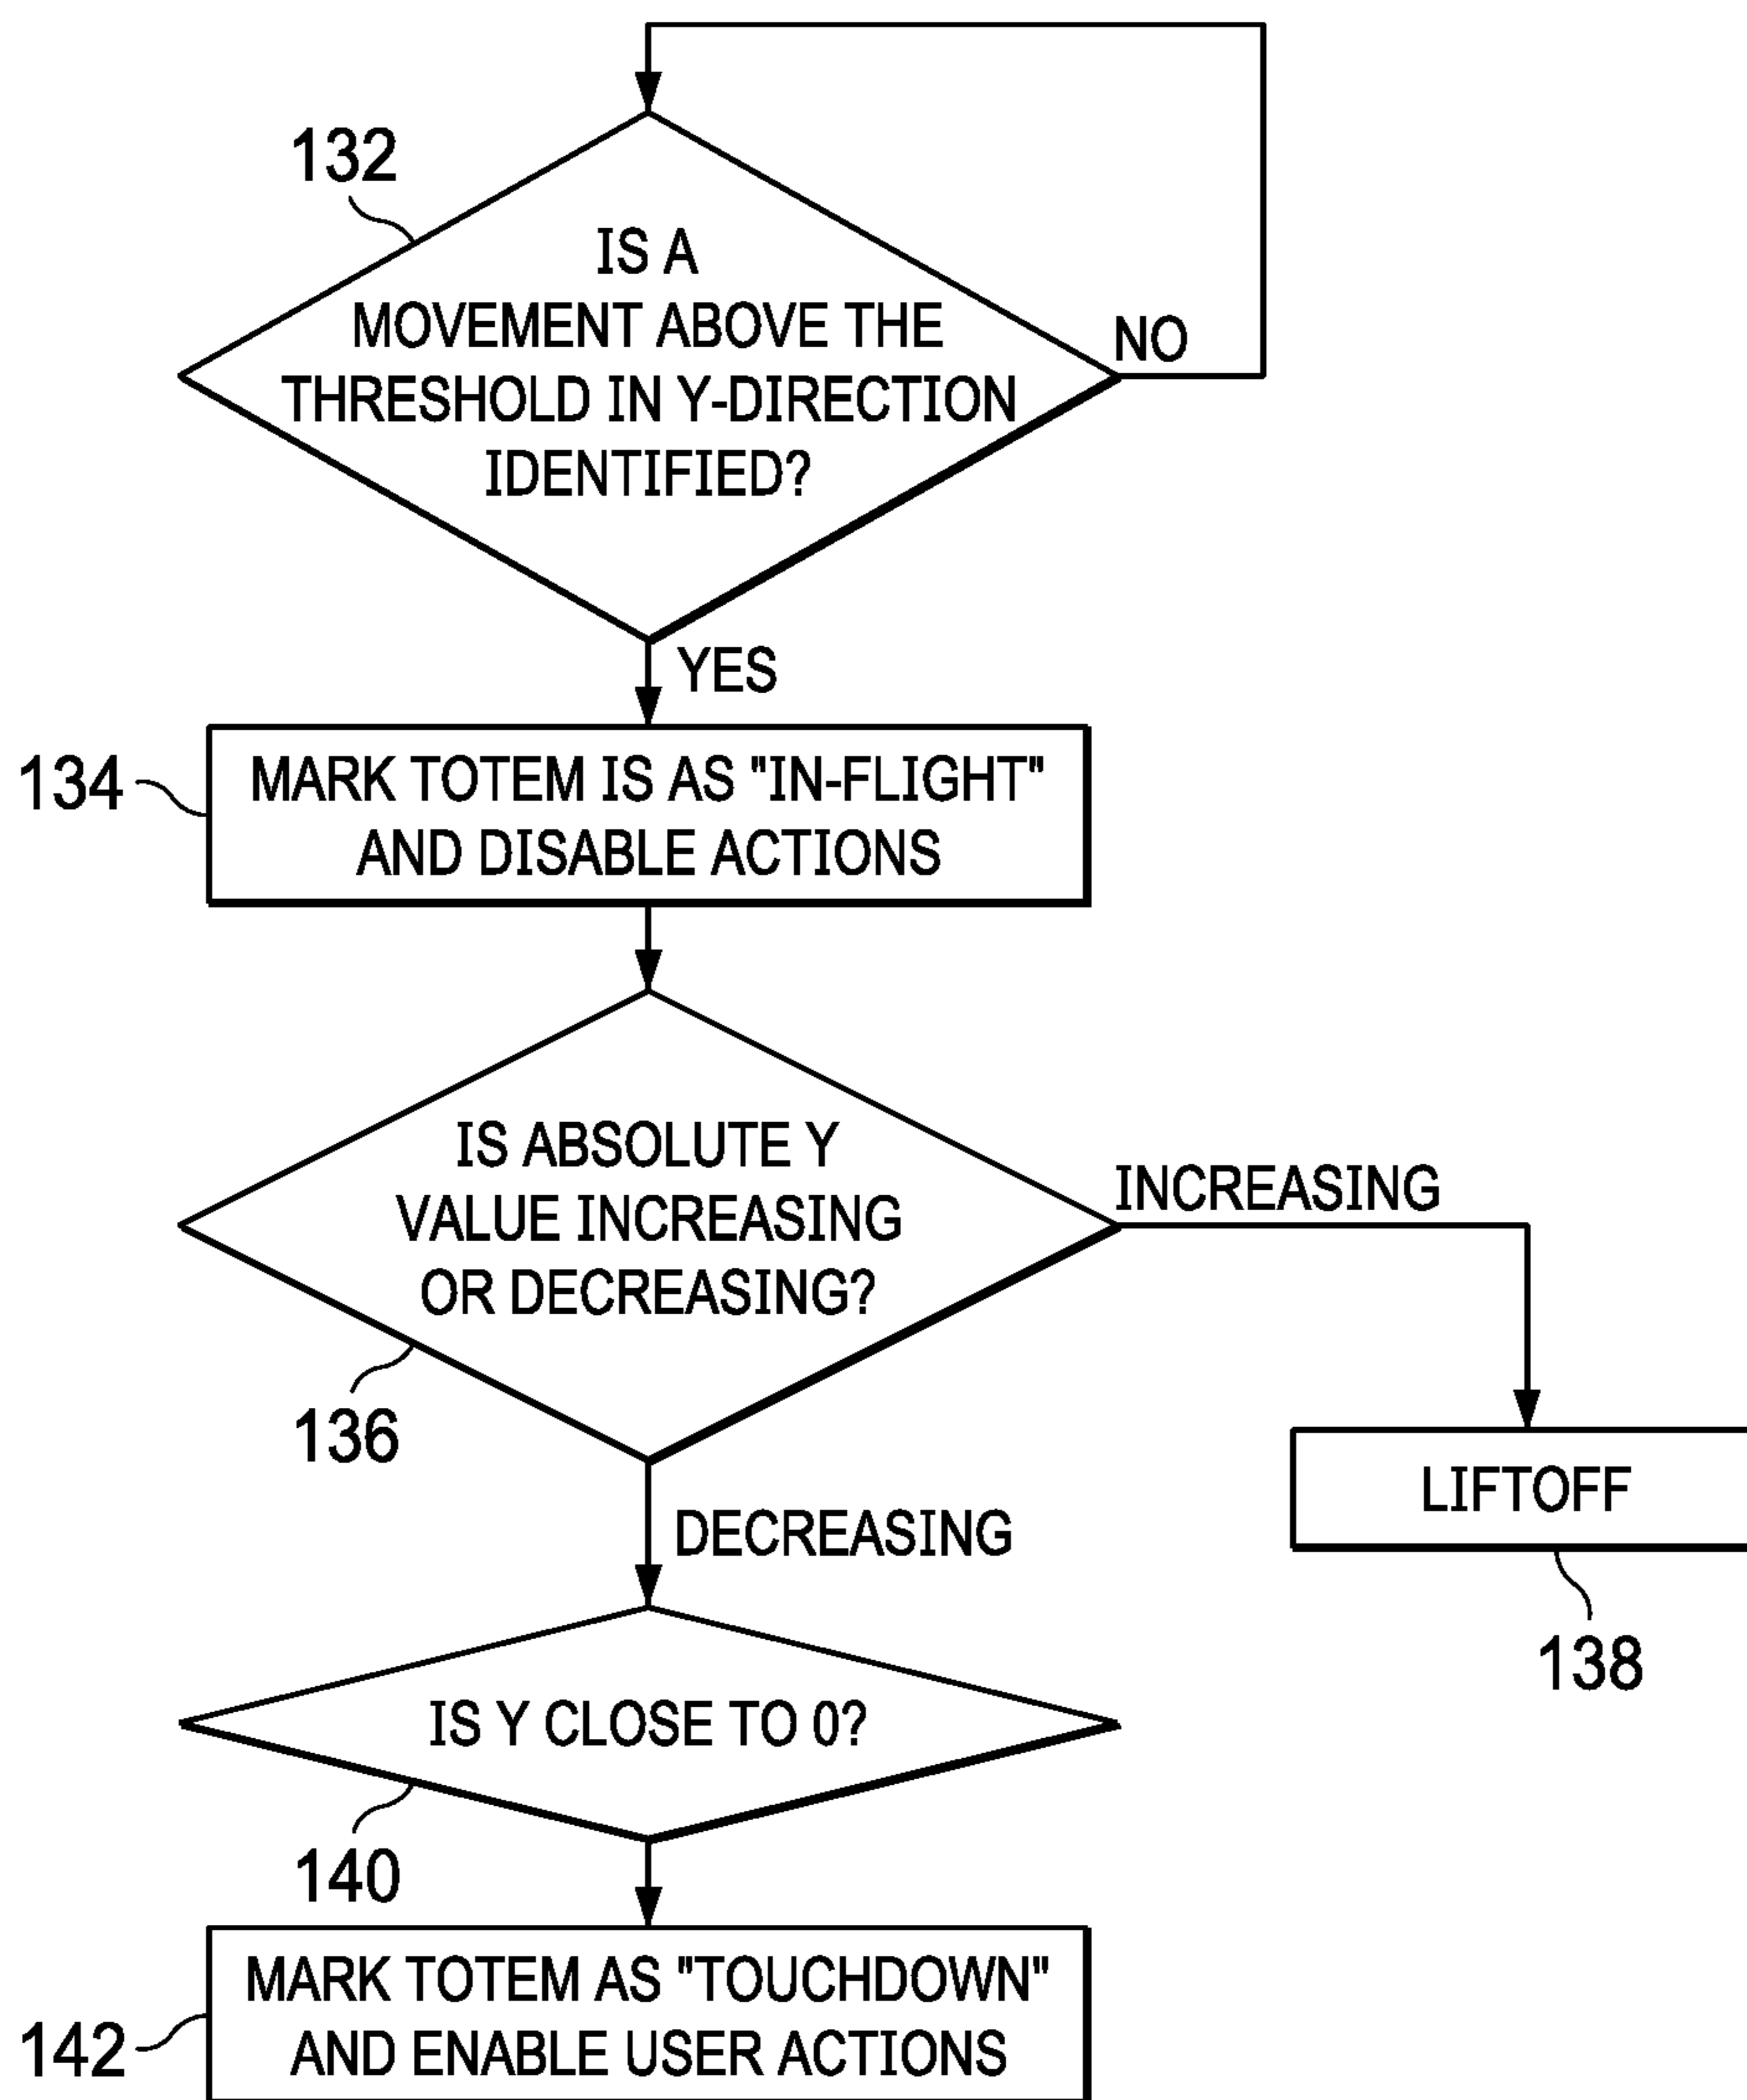 132
IS A
MOVEMENT ABOVE THE
THRESHOLD IN Y-DIRECTION
IDENTIFIED?
NO
YES
134
MARK TOTEM IS AS "IN-FLIGHT"
AND DISABLE ACTIONS
IS ABSOLUTE Y
VALUE INCREASING
OR DECREASING?
INCREASING
136
LIFTOFF
DECREASING
138
IS Y CLOSE TO 0?
140
MARK TOTEM AS "TOUCHDOWN"
142
AND ENABLE USER ACTIONS